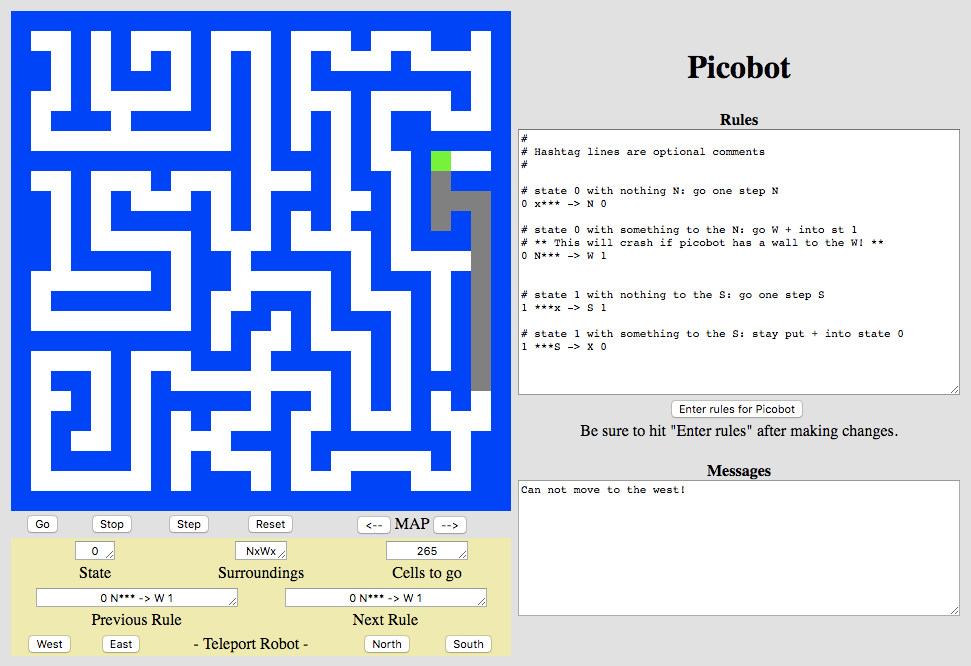 Picobot
Rules
#
# Hashtag lines are optional comments
#
# state 0 with nothing N: go one step N
0 x*** -> N 0
# state 0 with something to the N: go W + into st 1
# ** This will crash if picobot has a wall to the W! **
0 N*** -> W 1
# state 1 with nothing to the S: go one step S
1 ***x -> S 1
# state 1 with something to the S: stay put + into state 0
1 ***S -> X 0
Enter rules for Picobot
Be sure to hit "Enter rules" after making changes.
Messages
Can not move to the west!
Go Stop Step Reset <-- MAP -->
0 NxWx 265
State Surroundings Cells to go
0 N*** -> W 1 0 N*** -> W 1
Previous Rule Next Rule
West East - Teleport Robot - North South